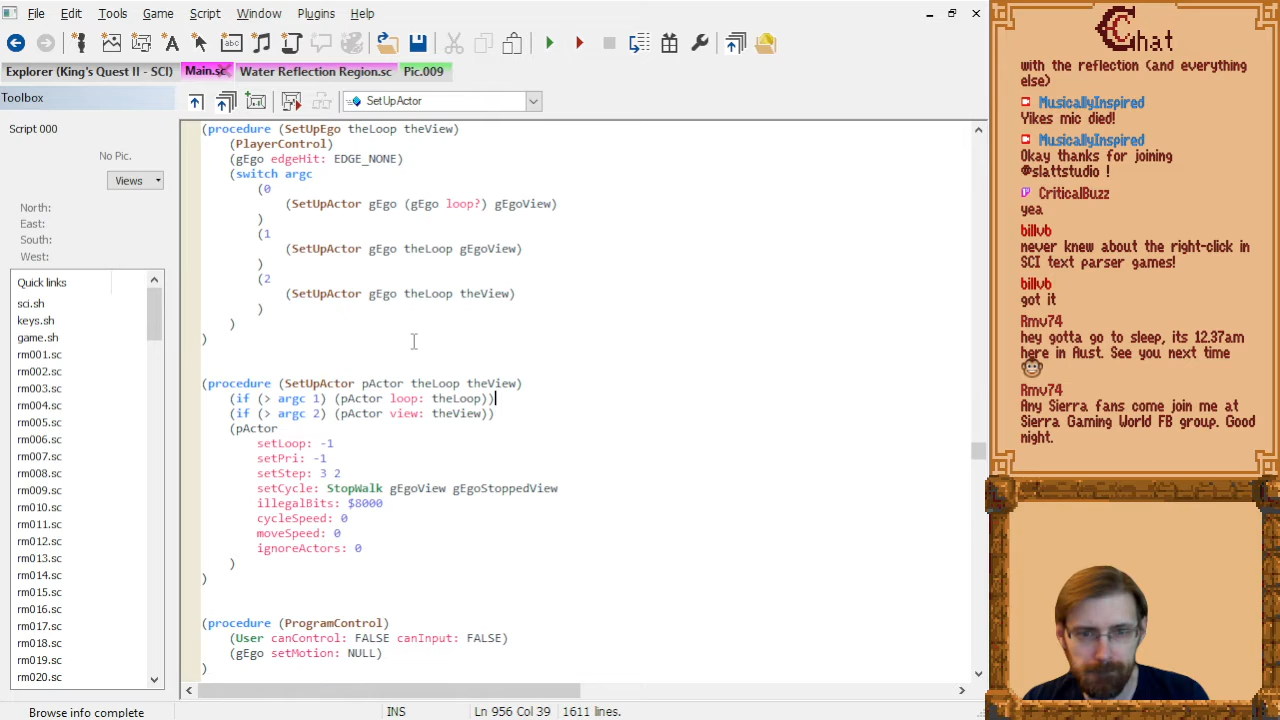 File Edit Tools Game Script Window Plugins Help
Explorer (King's Quest II - SCI) Main.sc Water Reflection Region.sc Pic.009
Toolbox
SetUpActor
Script 000
No Pic.
Views
North:
East:
South:
West:
Quick links
sci.sh
keys.sh
game.sh
rm001.sc
rm002.sc
rm003.sc
rm004.sc
rm005.sc
rm006.sc
rm007.sc
rm008.sc
rm009.sc
rm010.sc
rm011.sc
rm012.sc
rm013.sc
rm014.sc
rm015.sc
rm016.sc
rm017.sc
rm018.sc
rm019.sc
rm020.sc
(procedure (SetUpEgo theLoop theView)
(PlayerControl)
(gEgo edgeHit: EDGE_NONE)
(switch argc
(0
(SetUpActor gEgo (gEgo loop?) gEgoView)
)
(1
(SetUpActor gEgo theLoop gEgoView)
)
(2
(SetUpActor gEgo theLoop theView)
)
)
)
(procedure (SetUpActor pActor theLoop theView)
(if (> argc 1) (pActor loop: theLoop))
(if (> argc 2) (pActor view: theView))
(pActor
setLoop: -1
setPri: -1
setStep: 3 2
setCycle: StopWalk gEgoView gEgoStoppedView
illegalBits: $8000
cycleSpeed: 0
moveSpeed: 0
ignoreActors: 0
)
)
(procedure (ProgramControl)
(User canControl: FALSE canInput: FALSE)
(gEgo setMotion: NULL)
)
Browse info complete INS Ln 956 Col 39 1611 lines.
Chat
with the reflection (and everything
else)
MusicallyInspired
Yikes mic died!
MusicallyInspired
Okay thanks for joining
@slattstudio !
CriticalBuzz
yea
billvb
never knew about the right-click in
SCI text parser games!
billvb
got it
Rmv74
hey gotta go to sleep, its 12.37am
here in Aust. See you next time
Rmv74
Any Sierra fans come join me at
Sierra Gaming World FB group. Good
night.